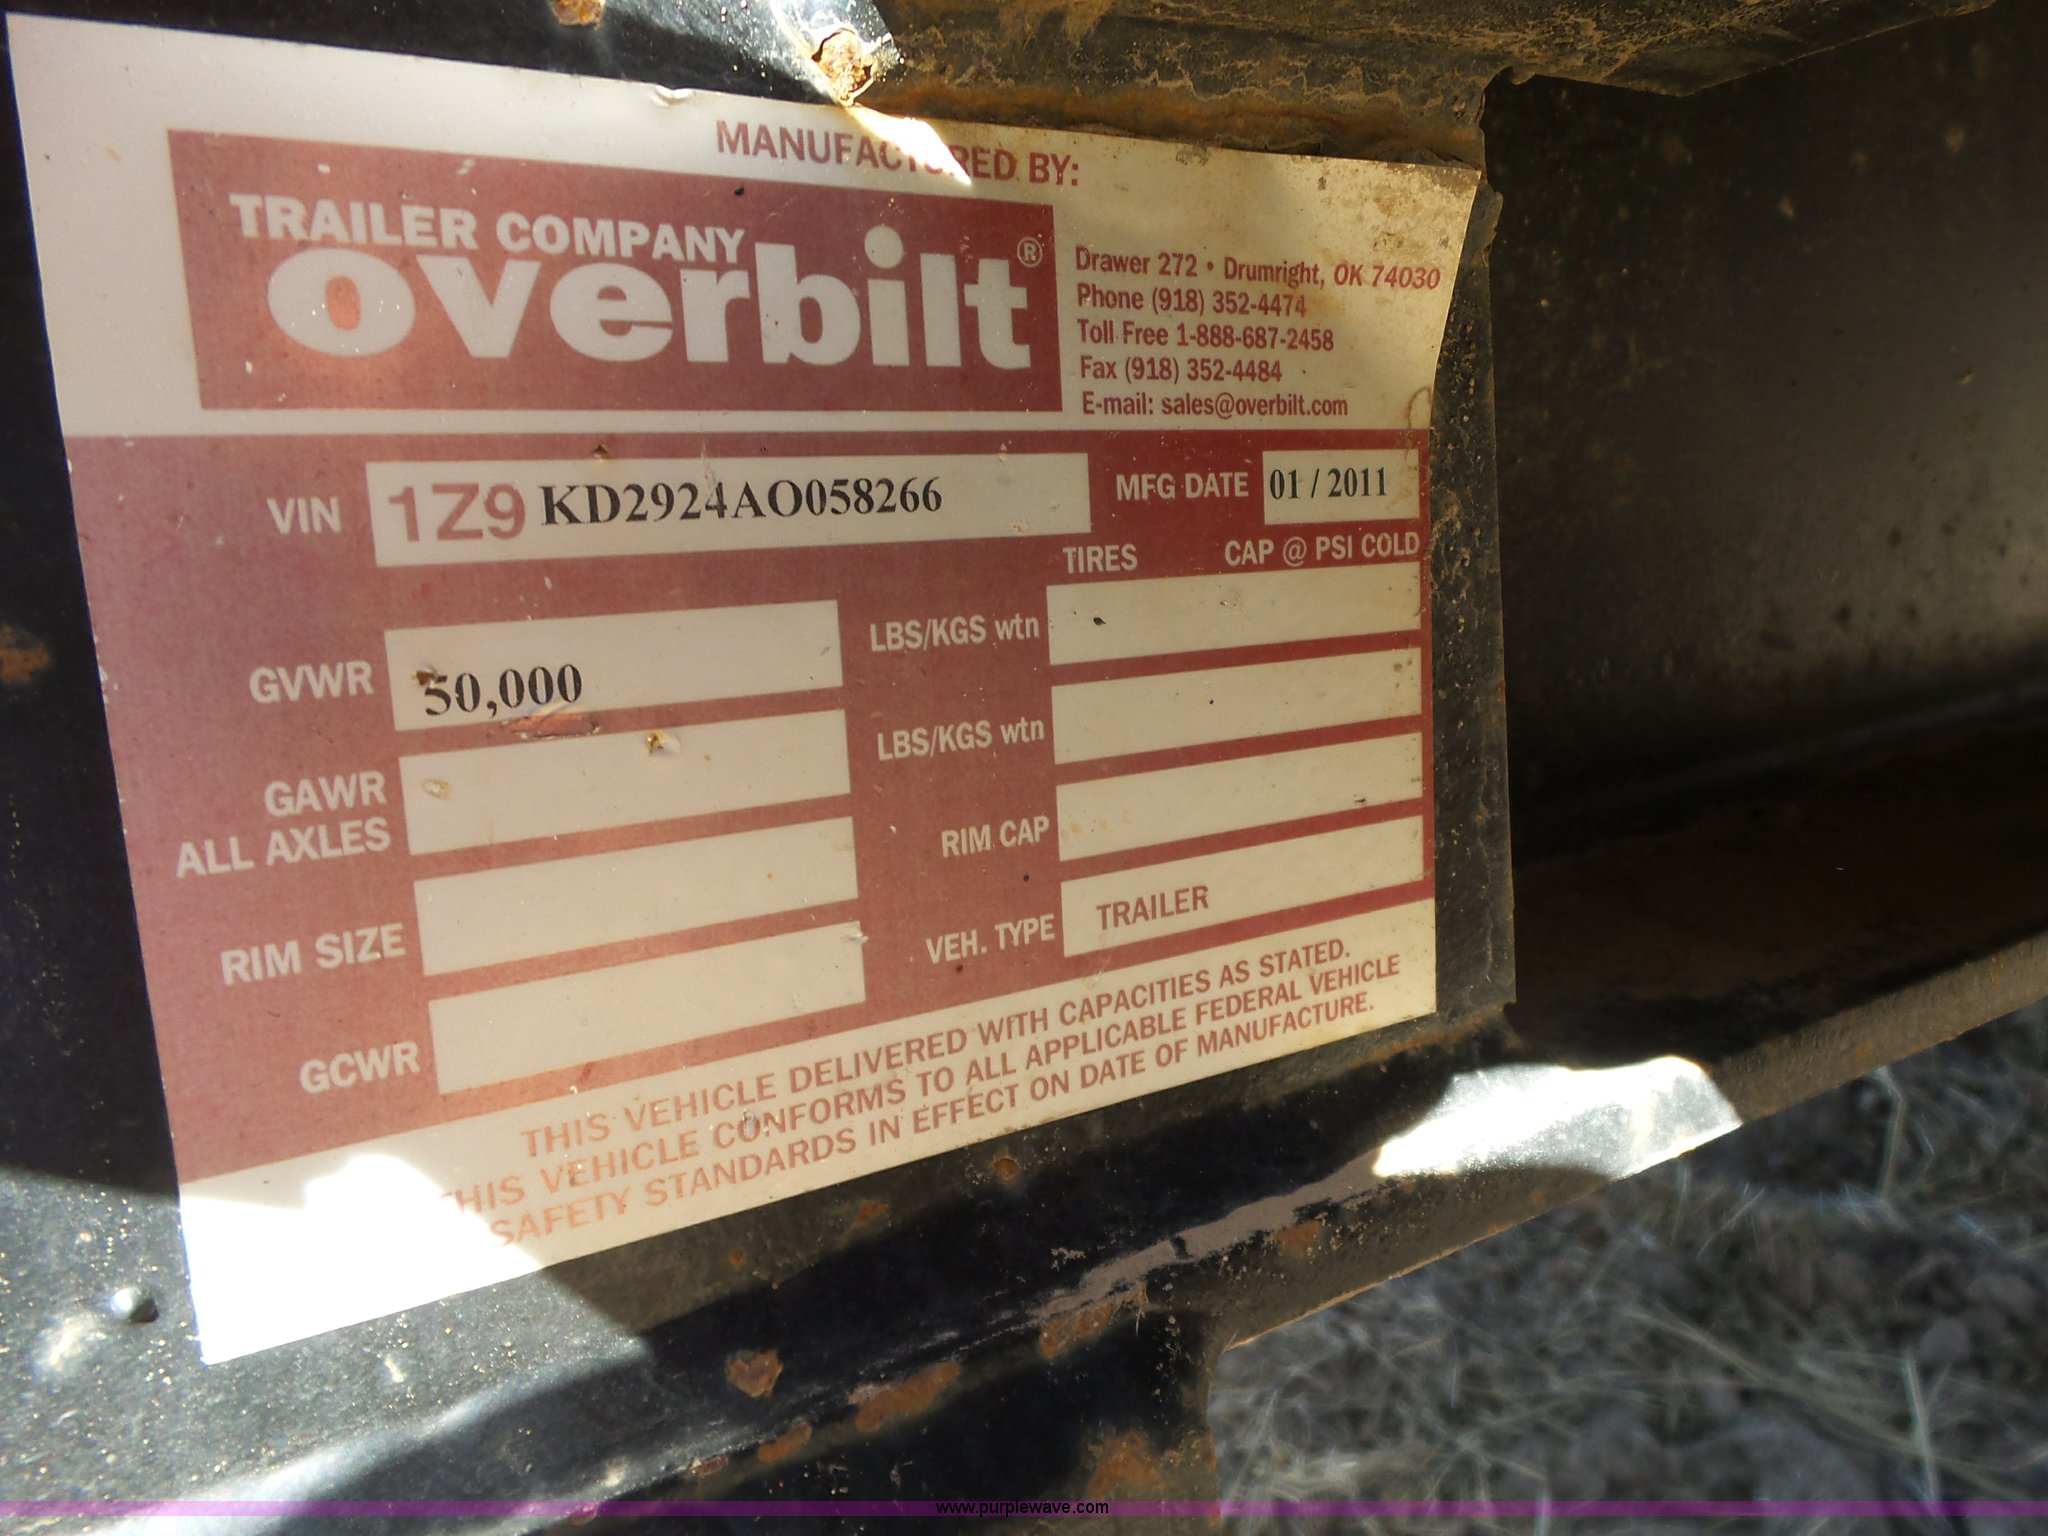 MANUFACTURED BY:
TRAILER COMPANY
overbilt®
Drawer 272 • Drumright, OK 74030
Phone (918) 352-4474
Toll Free 1-888-687-2458
Fax (918) 352-4484
E-mail: sales@overbilt.com
VIN 1Z9 KD2924AO058266 MFG DATE 01 / 2011
TIRES CAP @ PSI COLD
GVWR 50,000 LBS/KGS wtn
GAWR LBS/KGS wtn
ALL AXLES
RIM SIZE RIM CAP
GCWR VEH. TYPE TRAILER
THIS VEHICLE DELIVERED WITH CAPACITIES AS STATED.
THIS VEHICLE CONFORMS TO ALL APPLICABLE FEDERAL VEHICLE
SAFETY STANDARDS IN EFFECT ON DATE OF MANUFACTURE.
www.purplewave.com